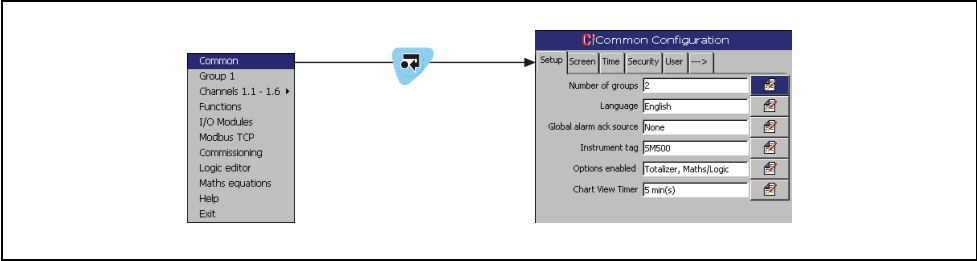 Common
Group 1
Channels 1.1 - 1.6
Functions
I/O Modules
Modbus TCP
Commissioning
Logic editor
Maths equations
Help
Exit
Common Configuration
Setup Screen Time Security User --->
Number of groups 2
Language English
Global alarm ack source None
Instrument tag SM500
Options enabled Totalizer, Maths/Logic
Chart View Timer 5 min(s)